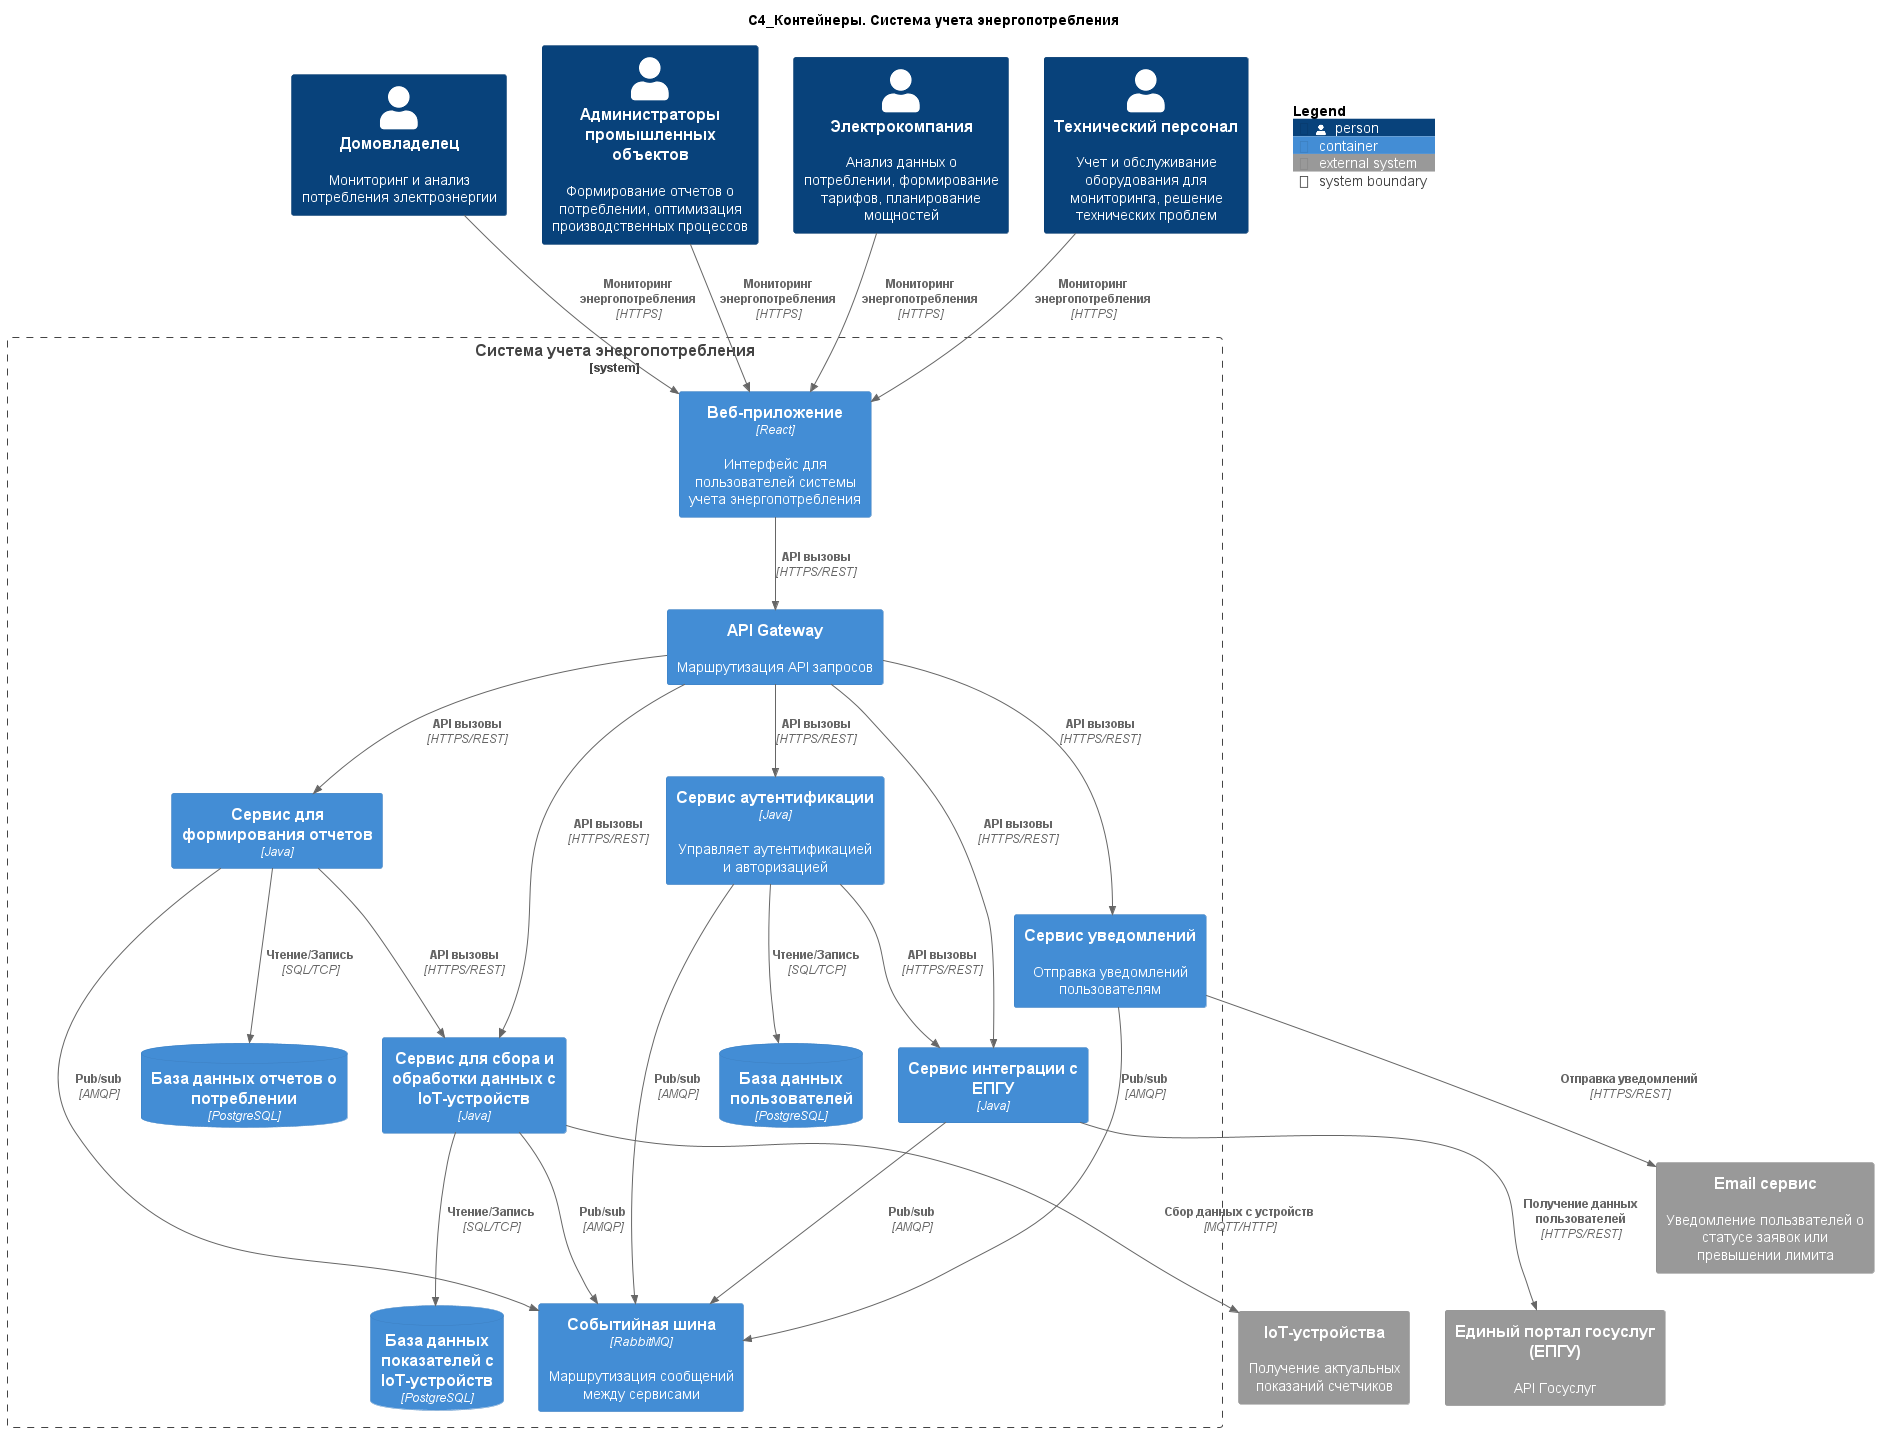 C4_Контейнеры. Система учета энергопотребления
Домовладелец
Мониторинг и анализ
потребления электроэнергии
Администраторы
промышленных
объектов
Формирование отчетов о
потреблении, оптимизация
производственных процессов
Электрокомпания
Анализ данных о
потреблении, формирование
тарифов, планирование
мощностей
Технический персонал
Учет и обслуживание
оборудования для
мониторинга, решение
технических проблем
Legend
person
container
external system
system boundary
Мониторинг
энергопотребления
[HTTPS]
Мониторинг
энергопотребления
[HTTPS]
Мониторинг
энергопотребления
[HTTPS]
Мониторинг
энергопотребления
[HTTPS]
Система учета энергопотребления
[system]
Веб-приложение
[React]
Интерфейс для
пользователей системы
учета энергопотребления
API вызовы
[HTTPS/REST]
API Gateway
Маршрутизация API запросов
API вызовы
[HTTPS/REST]
API вызовы
[HTTPS/REST]
API вызовы
[HTTPS/REST]
API вызовы
[HTTPS/REST]
API вызовы
[HTTPS/REST]
Сервис для
формирования отчетов
[Java]
Сервис аутентификации
[Java]
Управляет аутентификацией
и авторизацией
Сервис уведомлений
Отправка уведомлений
пользователям
Чтение/Запись
[SQL/TCP]
API вызовы
[HTTPS/REST]
Чтение/Запись
[SQL/TCP]
API вызовы
[HTTPS/REST]
Pub/sub
[AMQP]
База данных отчетов о
потреблении
[PostgreSQL]
Сервис для сбора и
обработки данных с
IoT-устройств
[Java]
Pub/sub
[AMQP]
База данных
пользователей
[PostgreSQL]
Сервис интеграции с
ЕПГУ
[Java]
Pub/sub
[AMQP]
Отправка уведомлений
[HTTPS/REST]
Чтение/Запись
[SQL/TCP]
Pub/sub
[AMQP]
Pub/sub
[AMQP]
Сбор данных с устройств
[MQTT/HTTP]
Получение данных
пользователей
[HTTPS/REST]
Email сервис
Уведомление пользвателей о
статусе заявок или
превышении лимита
База данных
показателей с
IoT-устройств
[PostgreSQL]
Событийная шина
[RabbitMQ]
Маршрутизация сообщений
между сервисами
IoT-устройства
Получение актуальных
показаний счетчиков
Единый портал госуслуг
(ЕПГУ)
API Госуслуг